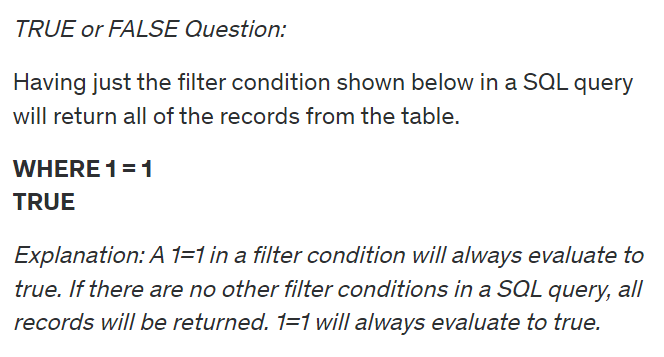 TRUE or FALSE Question:
Having just the filter condition shown below in a SQL query
will return all of the records from the table.
WHERE 1 = 1
TRUE
Explanation: A 1=1 in a filter condition will always evaluate to
true. If there are no other filter conditions in a SQL query, all
records will be returned. 1=1 will always evaluate to true.